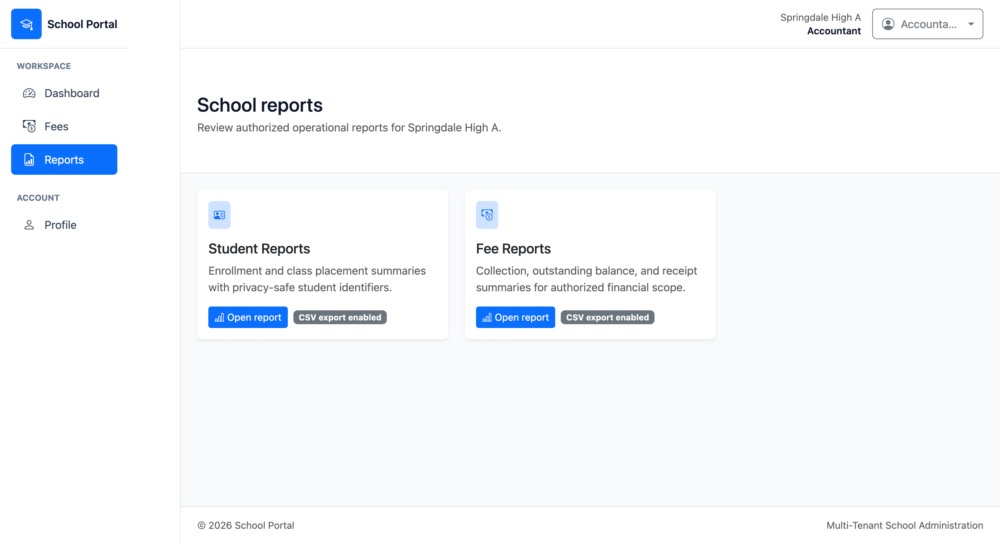 School Portal
Springdale High A
Accountant
Accounta...
WORKSPACE
Dashboard
Fees
Reports
ACCOUNT
Profile
School reports
Review authorized operational reports for Springdale High A.
Student Reports
Enrollment and class placement summaries
with privacy-safe student identifiers.
Open report
CSV export enabled
Fee Reports
Collection, outstanding balance, and receipt
summaries for authorized financial scope.
Open report
CSV export enabled
© 2026 School Portal
Multi-Tenant School Administration